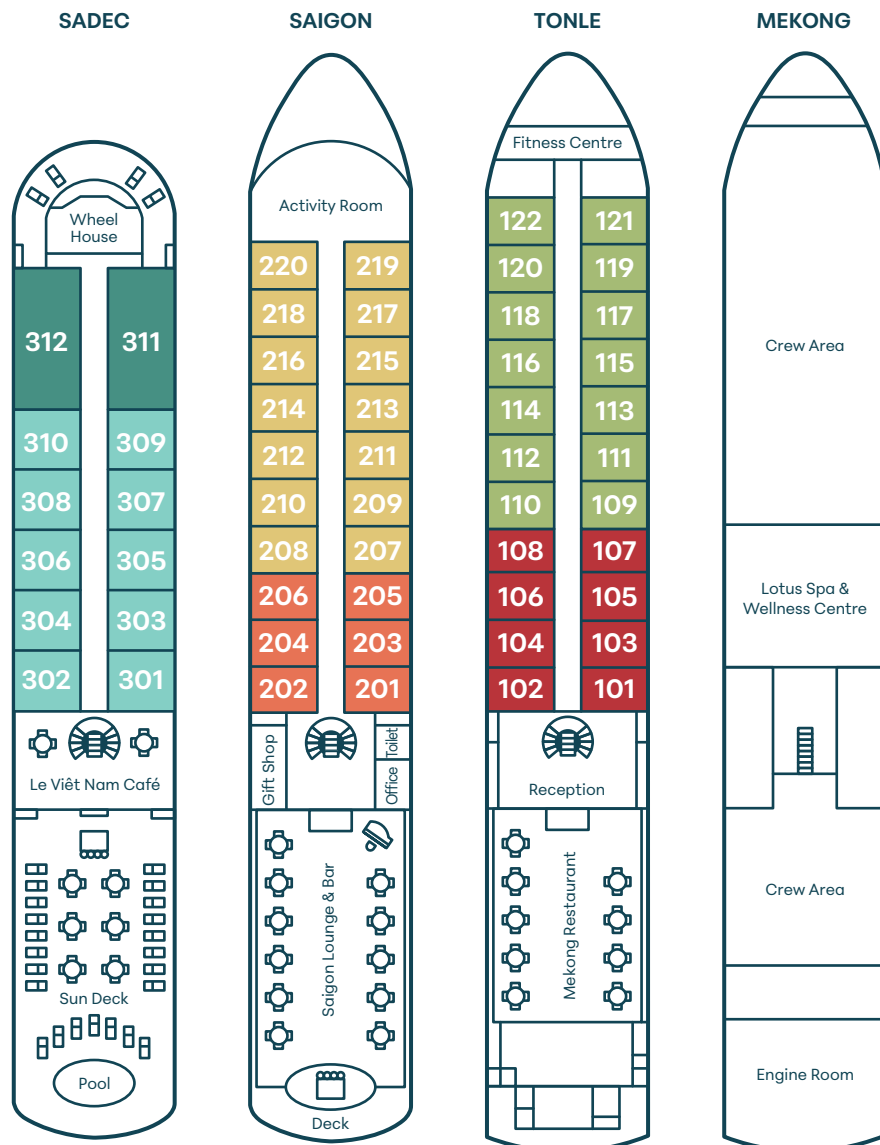 SADEC
Wheel
House
312 311
310 309
308 307
306 305
304 303
302 301
Le Viêt Nam Café
Sun Deck
Pool
SAIGON
Activity Room
220 219
218 217
216 215
214 213
212 211
210 209
208 207
206 205
204 203
202 201
Gift Shop
Toilet
Office
Saigon Lounge & Bar
Deck
TONLE
Fitness Centre
122 121
120 119
118 117
116 115
114 113
112 111
110 109
108 107
106 105
104 103
102 101
Reception
Mekong Restaurant
MEKONG
Crew Area
Lotus Spa &
Wellness Centre
Crew Area
Engine Room